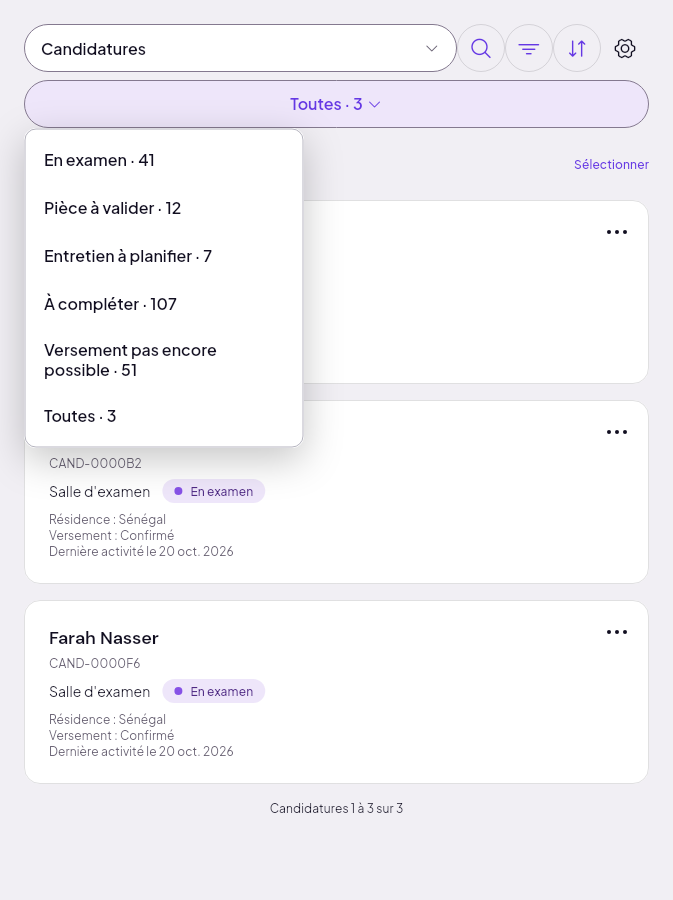 Candidatures
Toutes · 3
En examen · 41
Sélectionner
Pièce à valider · 12
Entretien à planifier · 7
À compléter · 107
Versement pas encore
possible · 51
Toutes · 3
CAND-0000B2
Salle d'examen En examen
Résidence : Sénégal
Versement : Confirmé
Dernière activité le 20 oct. 2026
Farah Nasser
CAND-0000F6
Salle d'examen En examen
Résidence : Sénégal
Versement : Confirmé
Dernière activité le 20 oct. 2026
Candidatures 1 à 3 sur 3